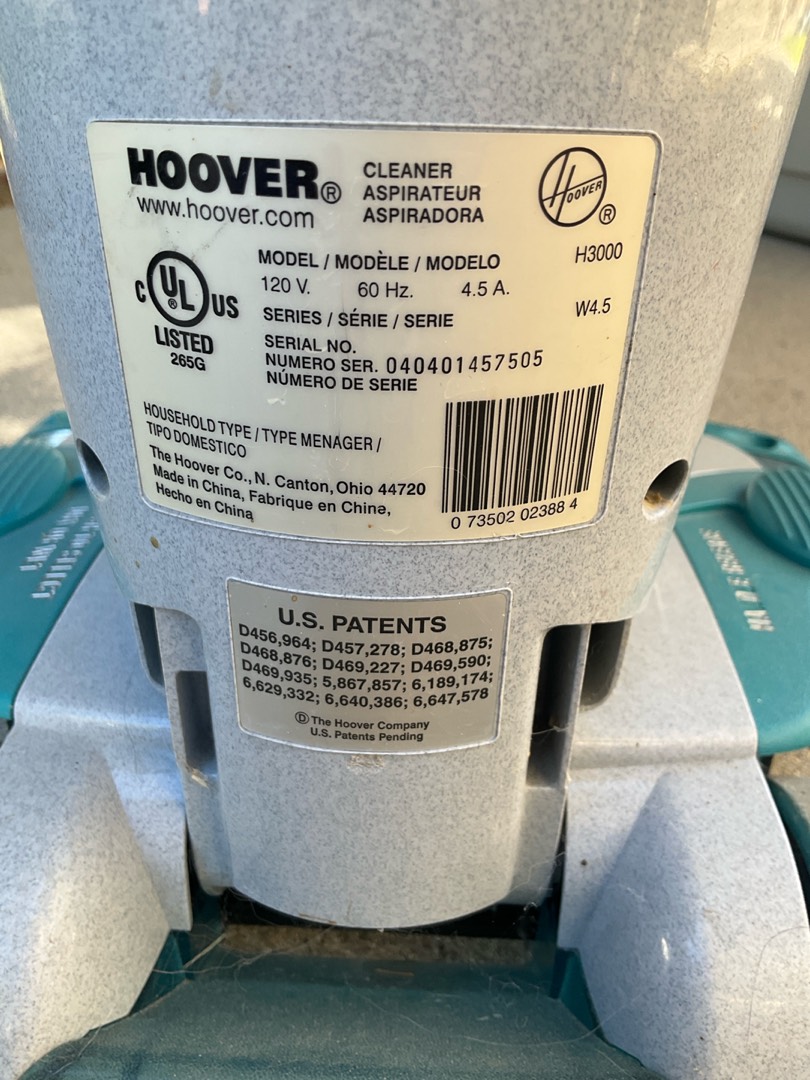 HOOVER®
www.hoover.com
CLEANER
ASPIRATEUR
ASPIRADORA
HOOVER ®
C UL® US
LISTED
265G
MODEL / MODÈLE / MODELO H3000
120 V. 60 Hz. 4.5 A.
SERIES / SÉRIE / SERIE W4.5
SERIAL NO.
NUMERO SER. 040401457505
NÚMERO DE SERIE
HOUSEHOLD TYPE / TYPE MENAGER /
TIPO DOMESTICO
The Hoover Co., N. Canton, Ohio 44720
Made in China, Fabrique en China,
Hecho en China
0 73502 02388 4
U.S. PATENTS
D456,964; D457,278; D468,875;
D468,876; D469,227; D469,590;
D469,935; 5,867,857; 6,189,174;
6,629,332; 6,640,386; 6,647,578
Ⓓ The Hoover Company
U.S. Patents Pending